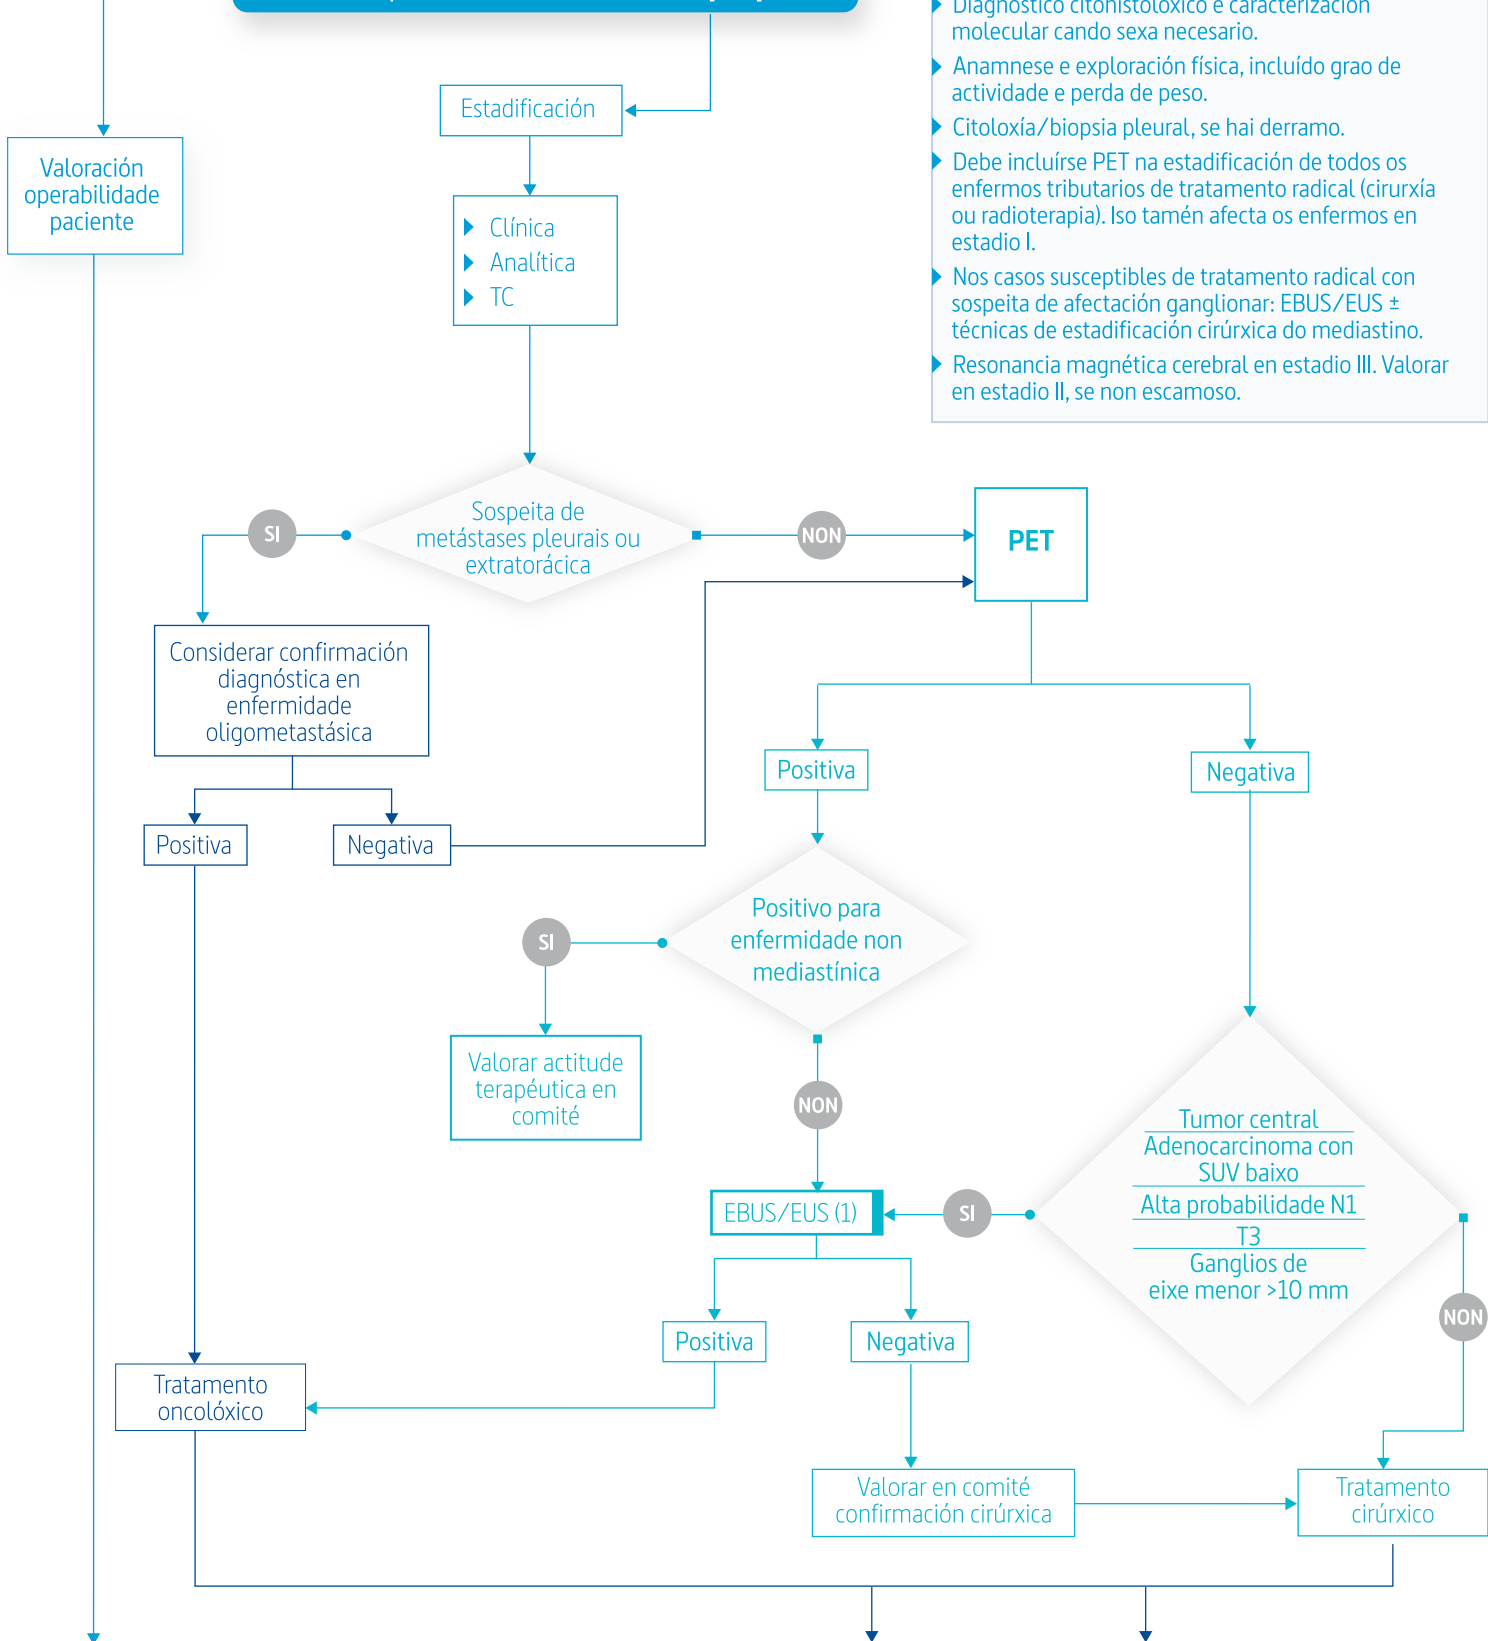 Diagnóstico citohistolóxico e caracterización
molecular cando sexa necesario.
Anamnese e exploración física, incluído grao de
actividade e perda de peso.
Citoloxía/biopsia pleural, se hai derramo.
Debe incluírse PET na estadificación de todos os
enfermos tributarios de tratamento radical (cirurxía
ou radioterapia). Iso tamén afecta os enfermos en
estadio I.
Nos casos susceptibles de tratamento radical con
sospeita de afectación ganglionar: EBUS/EUS ±
técnicas de estadificación cirúrxica do mediastino.
Resonancia magnética cerebral en estadio III. Valorar
en estadio II, se non escamoso.
Estadificación
Valoración
operabilidade
paciente
Clínica
Analítica
TC
Sospeita de
metástases pleurais ou
extratorácica
SI
NON
PET
Considerar confirmación
diagnóstica en
enfermidade
oligometastásica
Positiva
Negativa
Positiva
Negativa
Positivo para
enfermidade non
mediastínica
SI
Valorar actitude
terapéutica en
comité
NON
Tumor central
Adenocarcinoma con
SUV baixo
Alta probabilidade N1
T3
Ganglios de
eixe menor >10 mm
SI
NON
EBUS/EUS (1)
Positiva
Negativa
Tratamento
oncolóxico
Valorar en comité
confirmación cirúrxica
Tratamento
cirúrxico